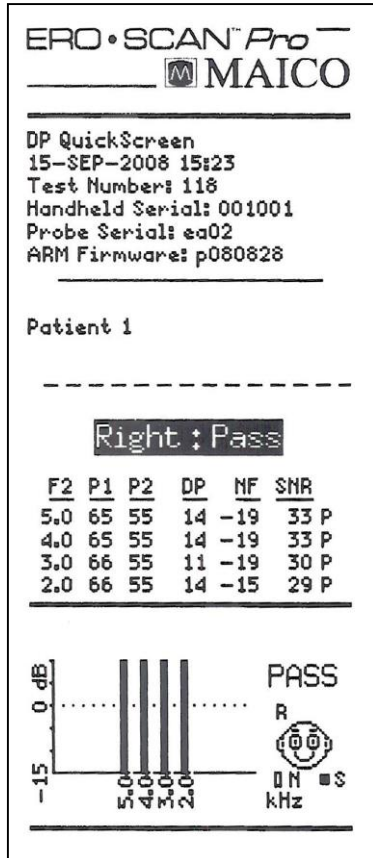 ERO•SCAN™ Pro
MAICO
DP QuickScreen
15-SEP-2008 15:23
Test Number: 118
Handheld Serial: 001001
Probe Serial: ea02
ARM Firmware: p080828
Patient 1
Right : Pass
F2 P1 P2 DP NF SNR
5.0 65 55 14 -19 33 P
4.0 65 55 14 -19 33 P
3.0 66 55 11 -19 30 P
2.0 66 55 14 -15 29 P
0 dB
-15
5.0
4.0
3.0
2.0
PASS
R
N S
kHz